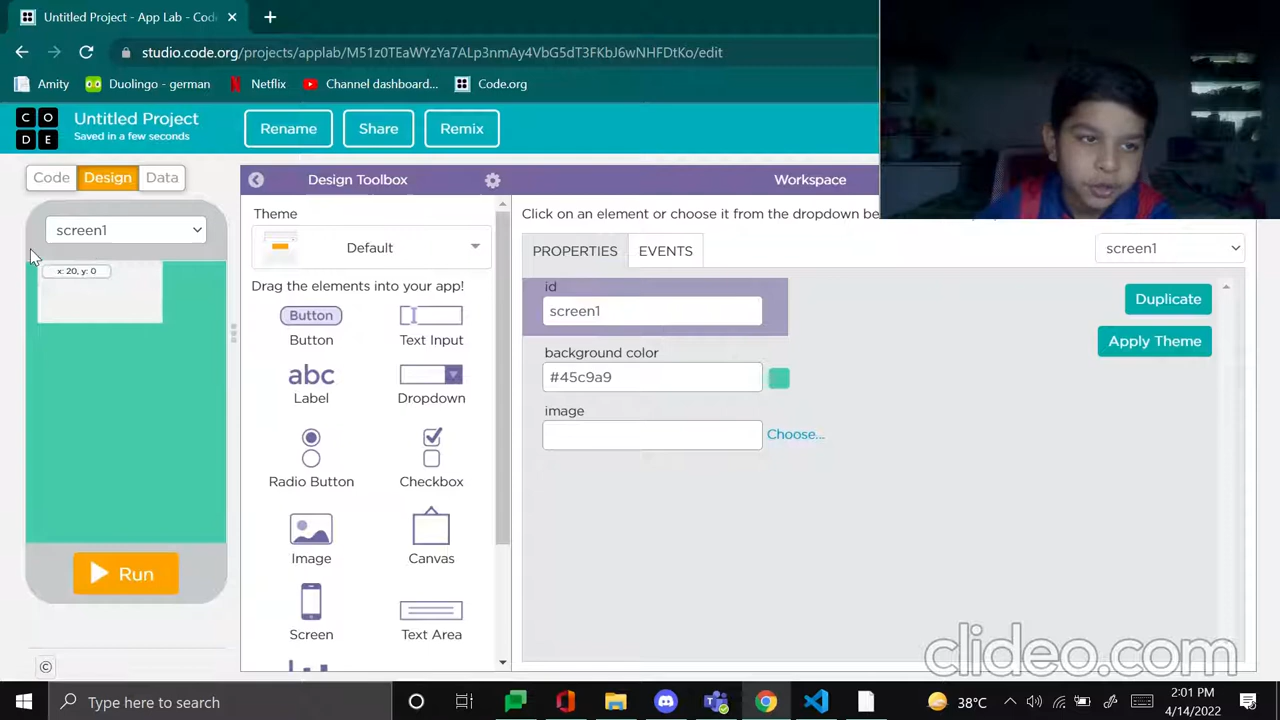 Untitled Project - App Lab - Code
studio.code.org/projects/applab/M51z0TEaWYzYa7ALp3nmAy4VbG5dT3FKbJ6wNHFDtKo/edit
Amity
Duolingo - german
Netflix
Channel dashboard...
Code.org
C O
D E
Untitled Project
Saved in a few seconds
Rename
Share
Remix
Code
Design
Data
Design Toolbox
Workspace
screen1
x: 20, y: 0
Run
Theme
Default
Drag the elements into your app!
Button
Button
Text Input
abc
Label
Dropdown
Radio Button
Checkbox
Image
Canvas
Screen
Text Area
Click on an element or choose it from the dropdown be
PROPERTIES
EVENTS
screen1
id
screen1
Duplicate
Apply Theme
background color
#45c9a9
image
Choose...
clideo.com
Type here to search
38°C
2:01 PM
4/14/2022